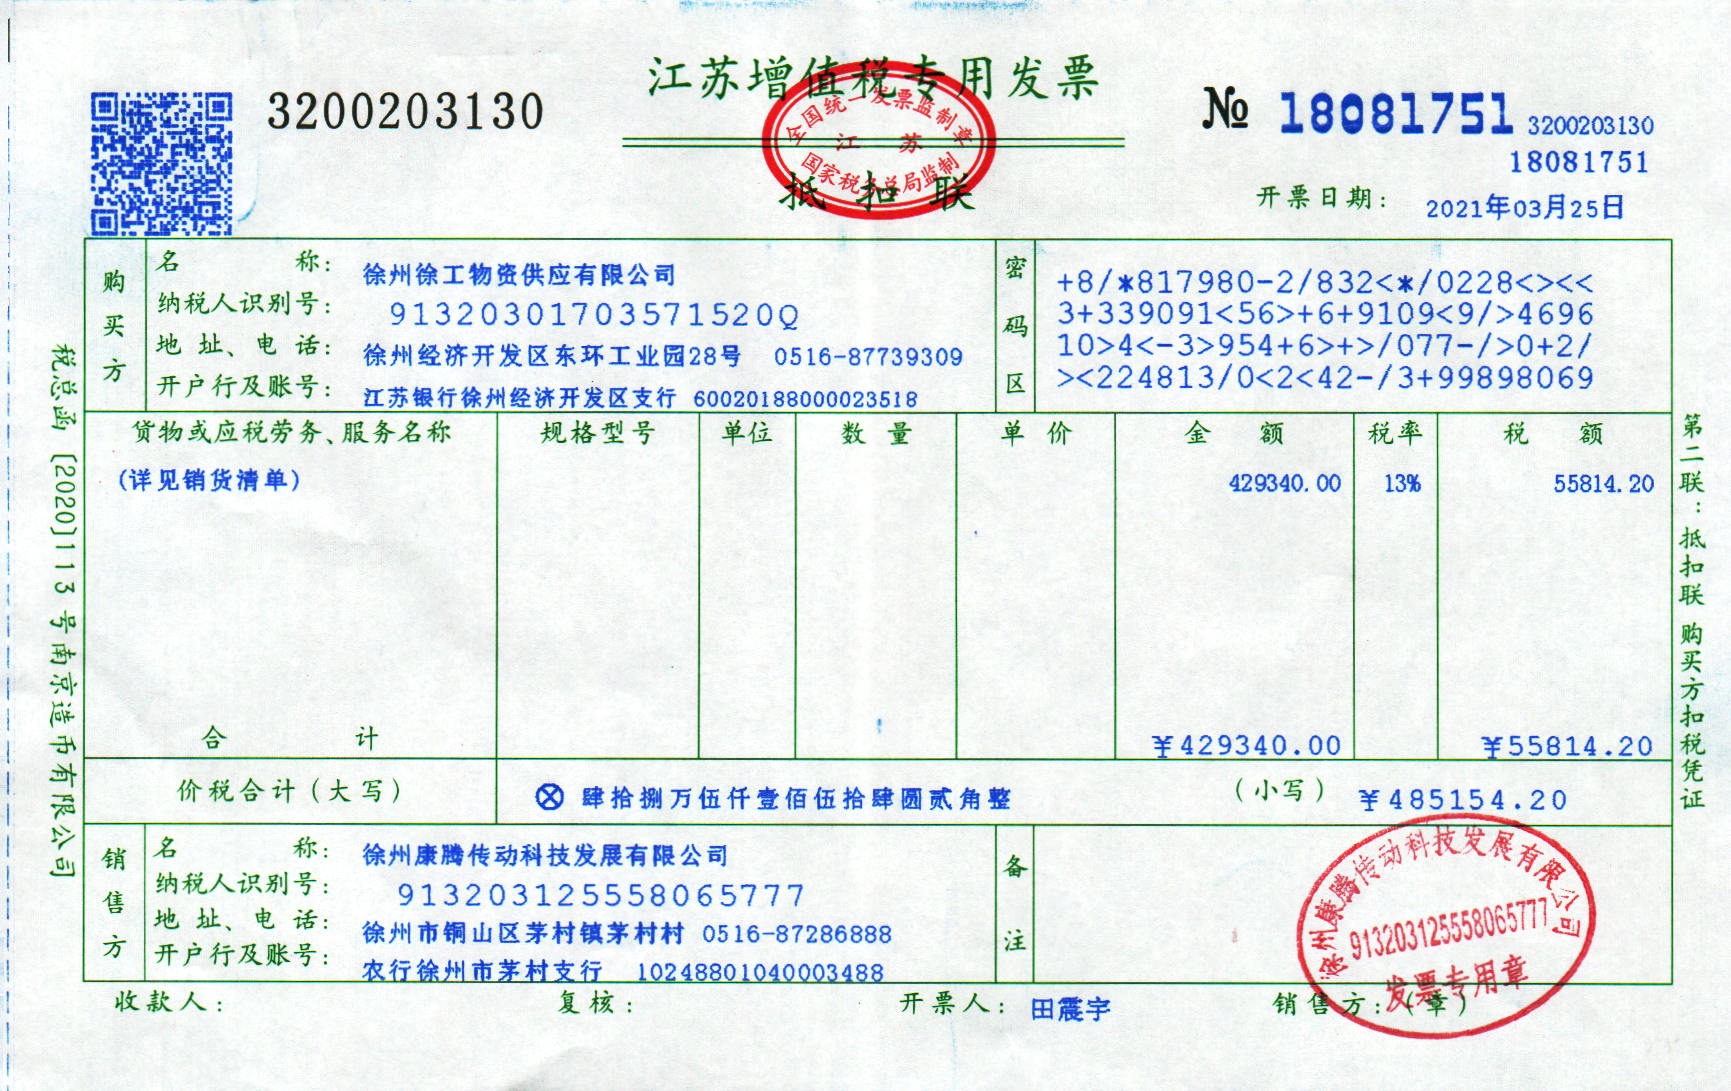 江苏增值税专用发票
3200203130
№ 18081751
3200203130
18081751
全国统一发票监制章
江 苏
国家税务总局监制
抵 扣 联
开票日期: 2021年03月25日
购买方
名 称: 徐州徐工物资供应有限公司
纳税人识别号: 91320301703571520Q
地 址、电 话: 徐州经济开发区东环工业园28号 0516-87739309
开户行及账号: 江苏银行徐州经济开发区支行 60020188000023518
密码区
+8/*817980-2/832<*/0228<><<
3+339091<56>+6+9109<9/>4696
10>4<-3>954+6>+>/077-/>0+2/
><224813/0<2<42-/3+99898069
货物或应税劳务、服务名称 规格型号 单位 数 量 单 价 金 额 税率 税 额
(详见销货清单) 429340.00 13% 55814.20
合 计 ¥429340.00 ¥55814.20
价税合计(大写) ⊗ 肆拾捌万伍仟壹佰伍拾肆圆贰角整 (小写) ¥485154.20
销售方
名 称: 徐州康腾传动科技发展有限公司
纳税人识别号: 913203125558065777
地 址、电 话: 徐州市铜山区茅村镇茅村村 0516-87286888
开户行及账号: 农行徐州市茅村支行 10248801040003488
备注
徐州康腾传动科技发展有限公司
913203125558065777
发票专用章
收款人: 复核: 开票人: 田震宇 销售方:(章)
税总函[2020]113号南京造币有限公司
第二联:抵扣联 购买方扣税凭证